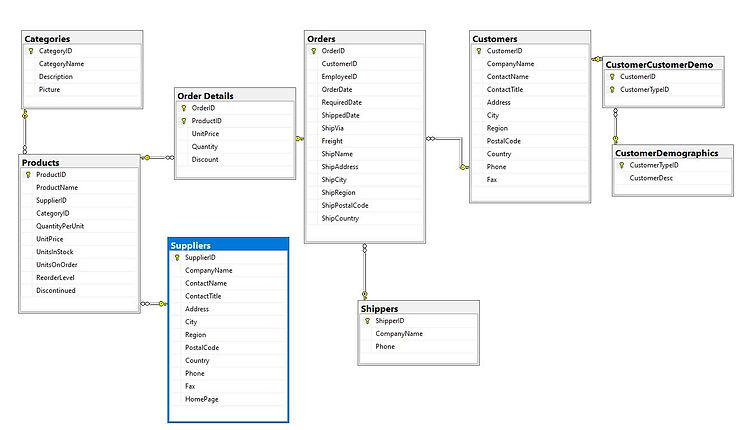 Categories
CategoryID
CategoryName
Description
Picture
Order Details
OrderID
ProductID
UnitPrice
Quantity
Discount
Orders
OrderID
CustomerID
EmployeeID
OrderDate
RequiredDate
ShippedDate
ShipVia
Freight
ShipName
ShipAddress
ShipCity
ShipRegion
ShipPostalCode
ShipCountry
Customers
CustomerID
CompanyName
ContactName
ContactTitle
Address
City
Region
PostalCode
Country
Phone
Fax
CustomerCustomerDemo
CustomerID
CustomerTypeID
CustomerDemographics
CustomerTypeID
CustomerDesc
Products
ProductID
ProductName
SupplierID
CategoryID
QuantityPerUnit
UnitPrice
UnitsInStock
UnitsOnOrder
ReorderLevel
Discontinued
Suppliers
SupplierID
CompanyName
ContactName
ContactTitle
Address
City
Region
PostalCode
Country
Phone
Fax
HomePage
Shippers
ShipperID
CompanyName
Phone